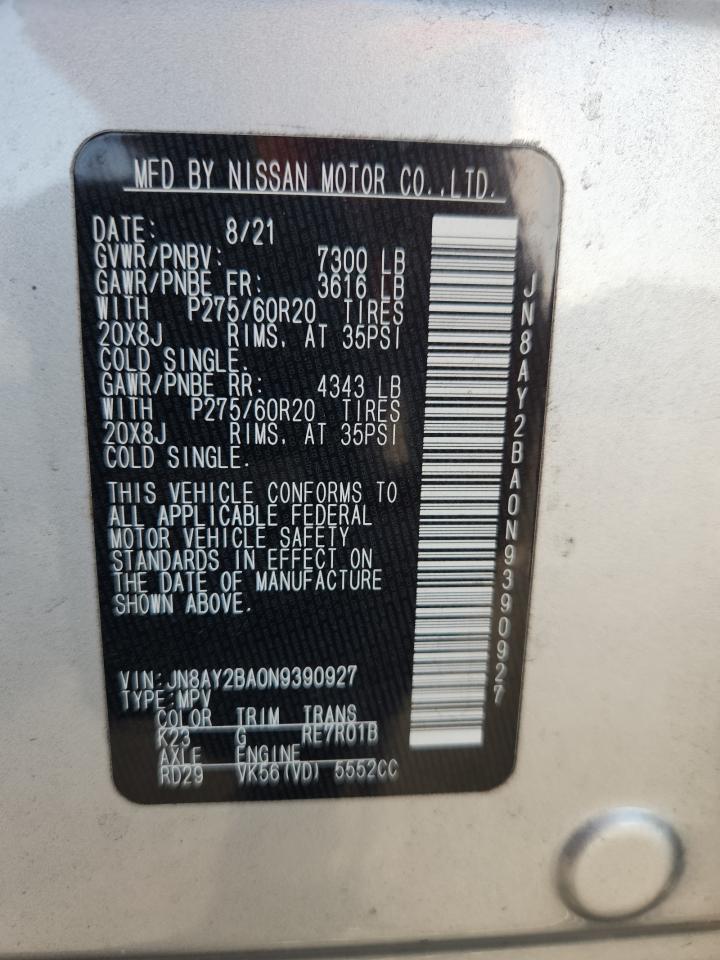 MFD BY NISSAN MOTOR CO.,LTD.
DATE: 8/21
GVWR/PNBV: 7300 LB
GAWR/PNBE FR: 3616 LB
WITH P275/60R20 TIRES
20X8J RIMS, AT 35PSI
COLD SINGLE.
GAWR/PNBE RR: 4343 LB
WITH P275/60R20 TIRES
20X8J RIMS, AT 35PSI
COLD SINGLE.
THIS VEHICLE CONFORMS TO
ALL APPLICABLE FEDERAL
MOTOR VEHICLE SAFETY
STANDARDS IN EFFECT ON
THE DATE OF MANUFACTURE
SHOWN ABOVE.
VIN:JN8AY2BA0N9390927
TYPE:MPV
COLOR TRIM TRANS
K23 G RE7R01B
AXLE ENGINE
RD29 VK56(VD) 5552CC
JN8AY2BA0N9390927